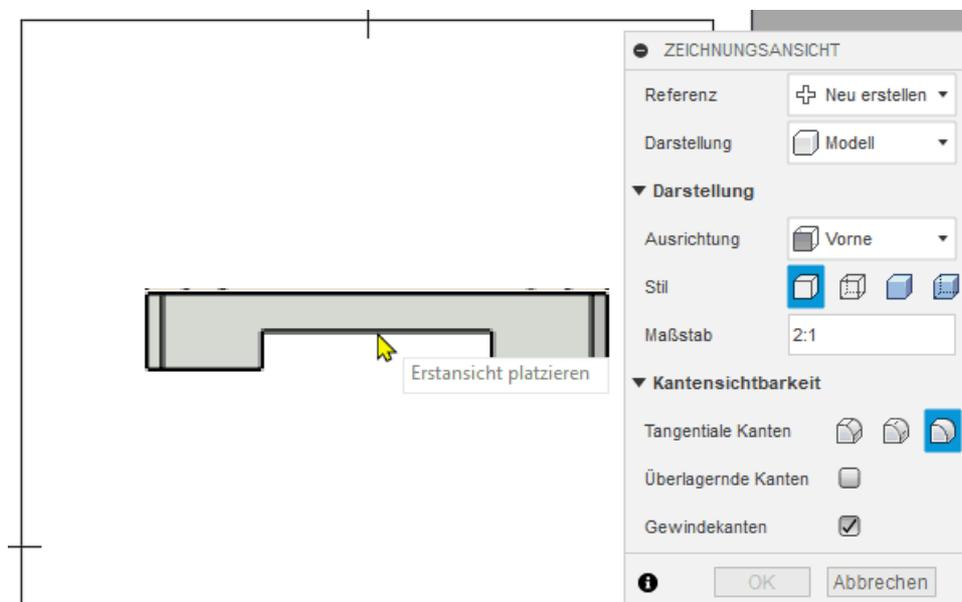 ZEICHNUNGSANSICHT
Referenz Neu erstellen
Darstellung Modell
Darstellung
Ausrichtung Vorne
Stil
Maßstab 2:1
Erstansicht platzieren
Kantensichtbarkeit
Tangentiale Kanten
Überlagernde Kanten
Gewindekanten
OK Abbrechen